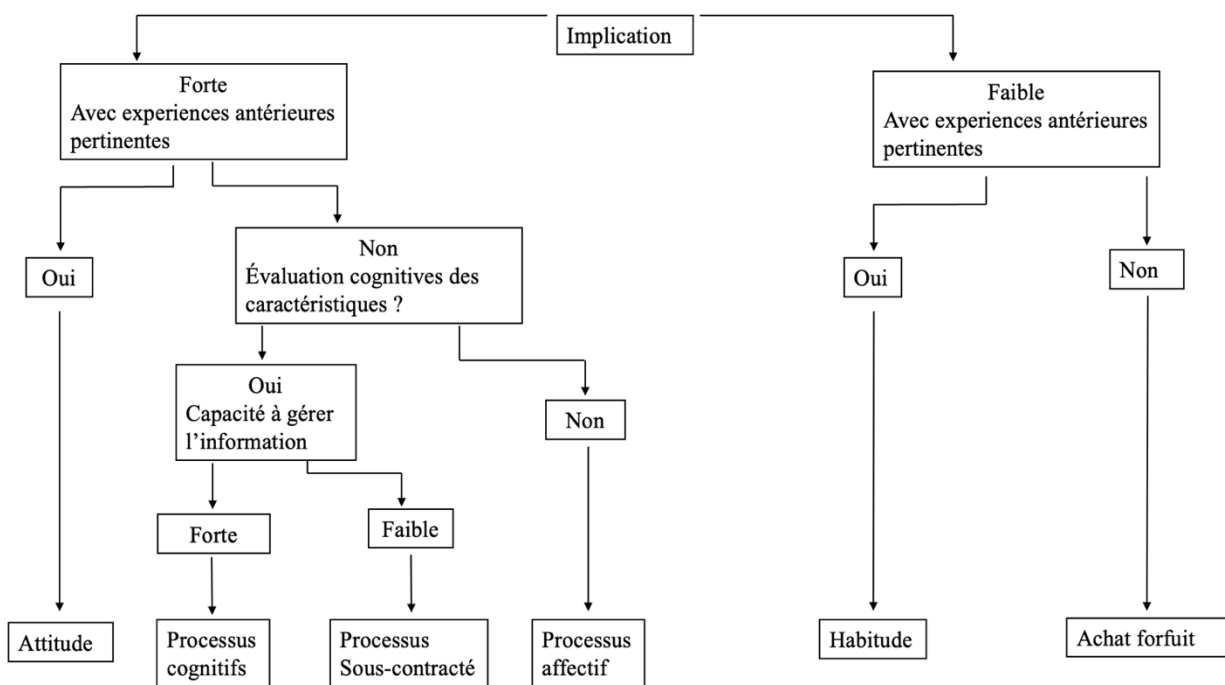 Implication
Forte
Avec experiences antérieures
pertinentes
Faible
Avec experiences antérieures
pertinentes
Oui
Non
Évaluation cognitives des
caractéristiques ?
Oui
Non
Oui
Capacité à gérer
l’information
Non
Forte
Faible
Attitude
Processus
cognitifs
Processus
Sous-contracté
Processus
affectif
Habitude
Achat forfuit